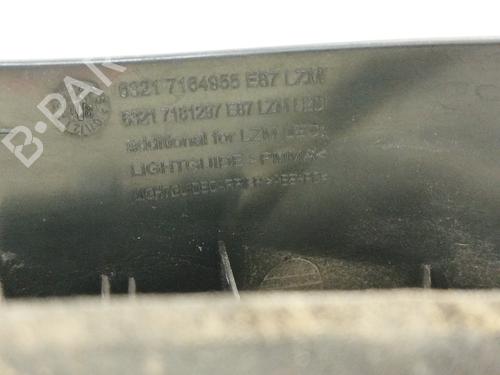 6321 7164955 E87 LZM
6321 7161297 E87 LZM LED
additional for LZM LED:
LIGHTGUIDE >PMMA<
B-PARTS